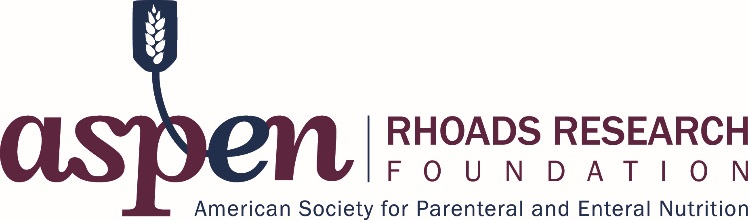 aspen
RHOADS RESEARCH
FOUNDATION
American Society for Parenteral and Enteral Nutrition